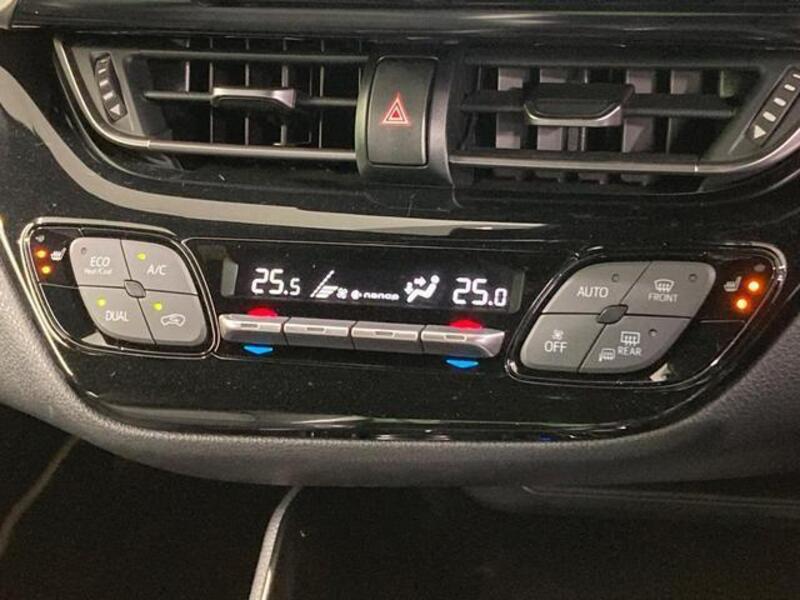 ECO
Heat/Cool
A/C
DUAL
25.5
nanoe
25.0
AUTO
FRONT
OFF
REAR